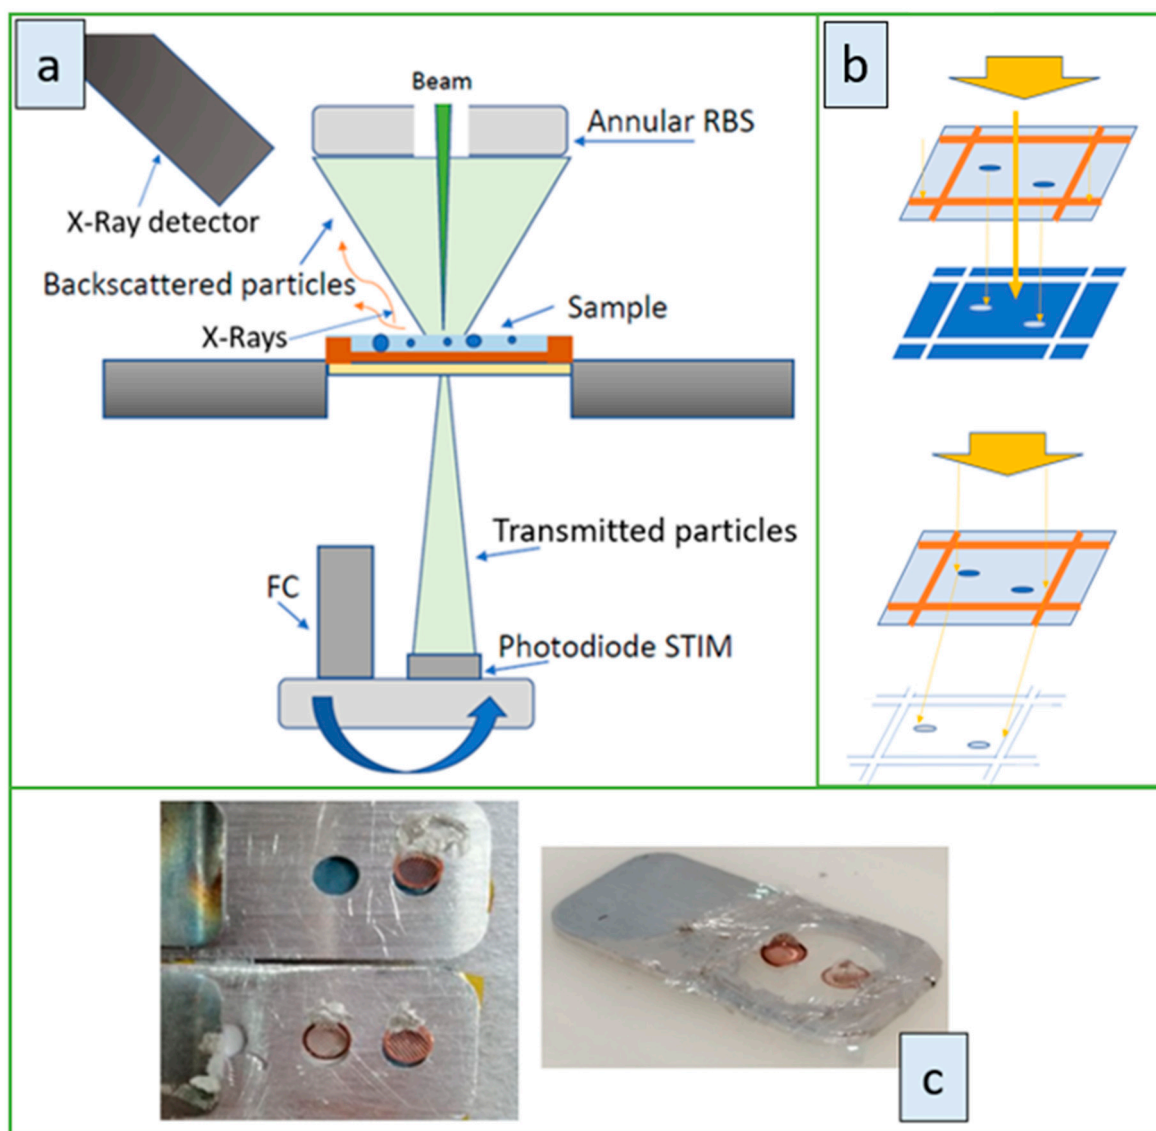 a
Beam
Annular RBS
X-Ray detector
Backscattered particles
X-Rays
Sample
Transmitted particles
FC
Photodiode STIM
b
c